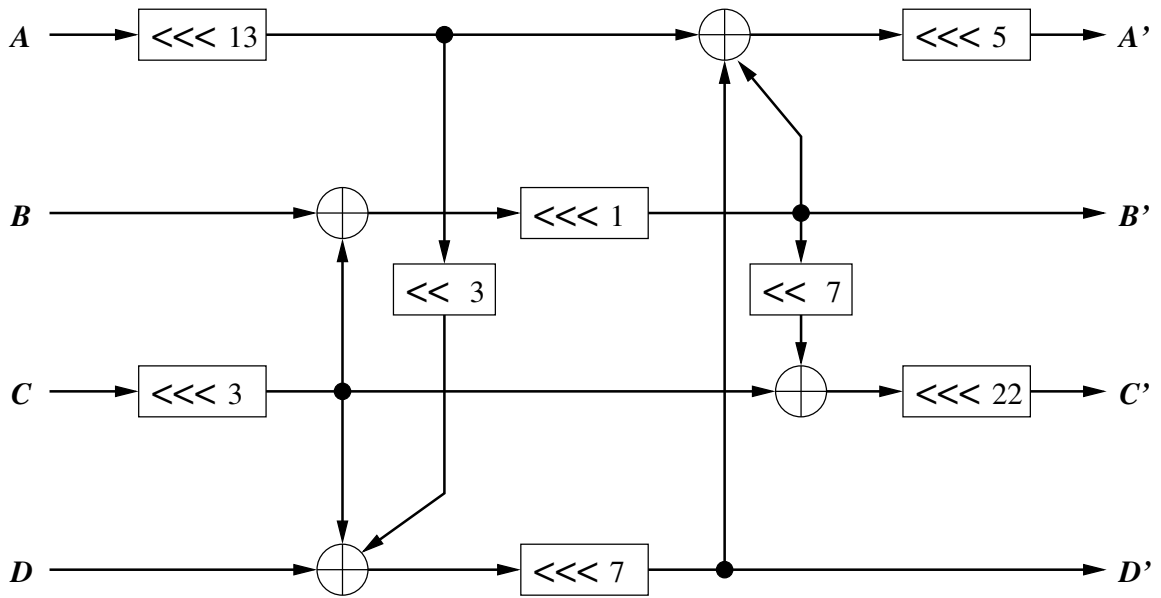 A <<< 13 <<< 5 A’
B <<< 1 B’
<< 3 << 7
C <<< 3 <<< 22 C’
D <<< 7 D’